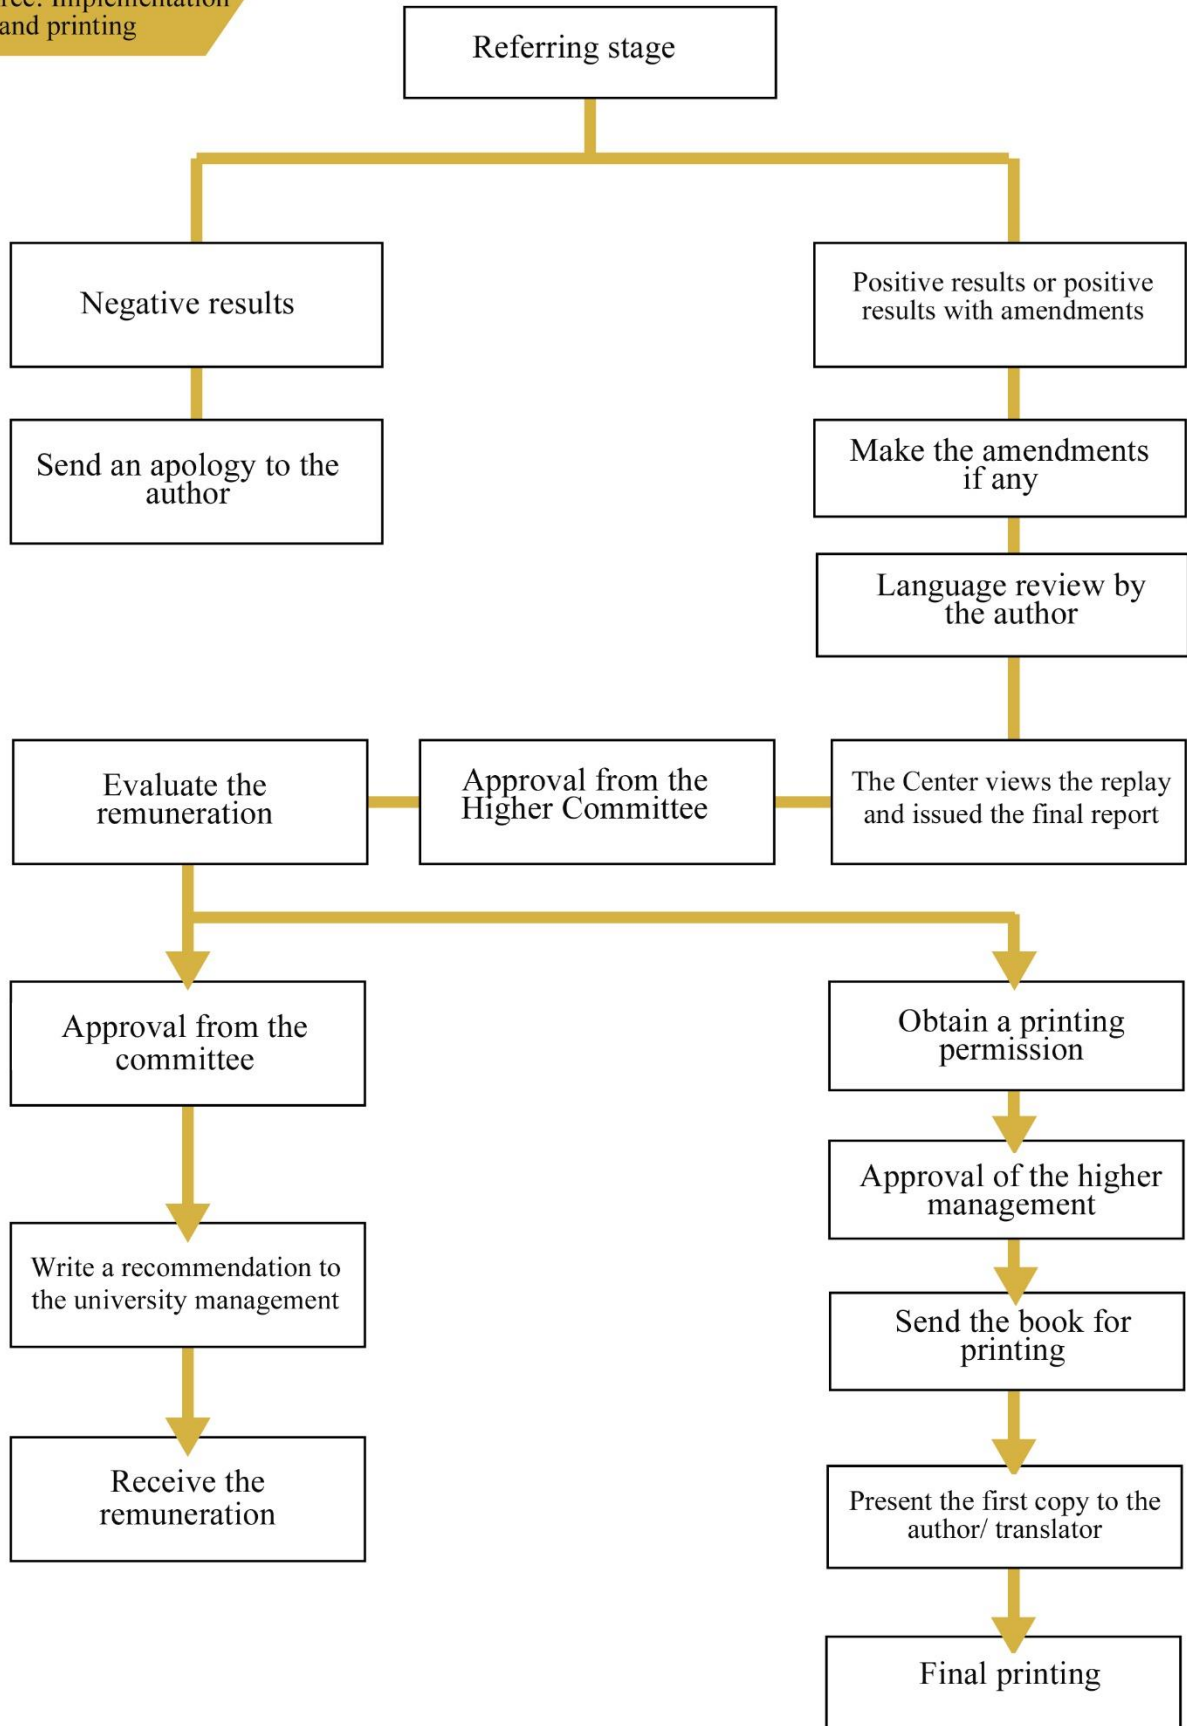 Implementation
and printing
Referring stage
Negative results
Positive results or positive
results with amendments
Send an apology to the
author
Make the amendments
if any
Language review by
the author
Evaluate the
remuneration
Approval from the
Higher Committee
The Center views the replay
and issued the final report
Approval from the
committee
Obtain a printing
permission
Approval of the higher
management
Write a recommendation to
the university management
Send the book for
printing
Receive the
remuneration
Present the first copy to the
author/ translator
Final printing